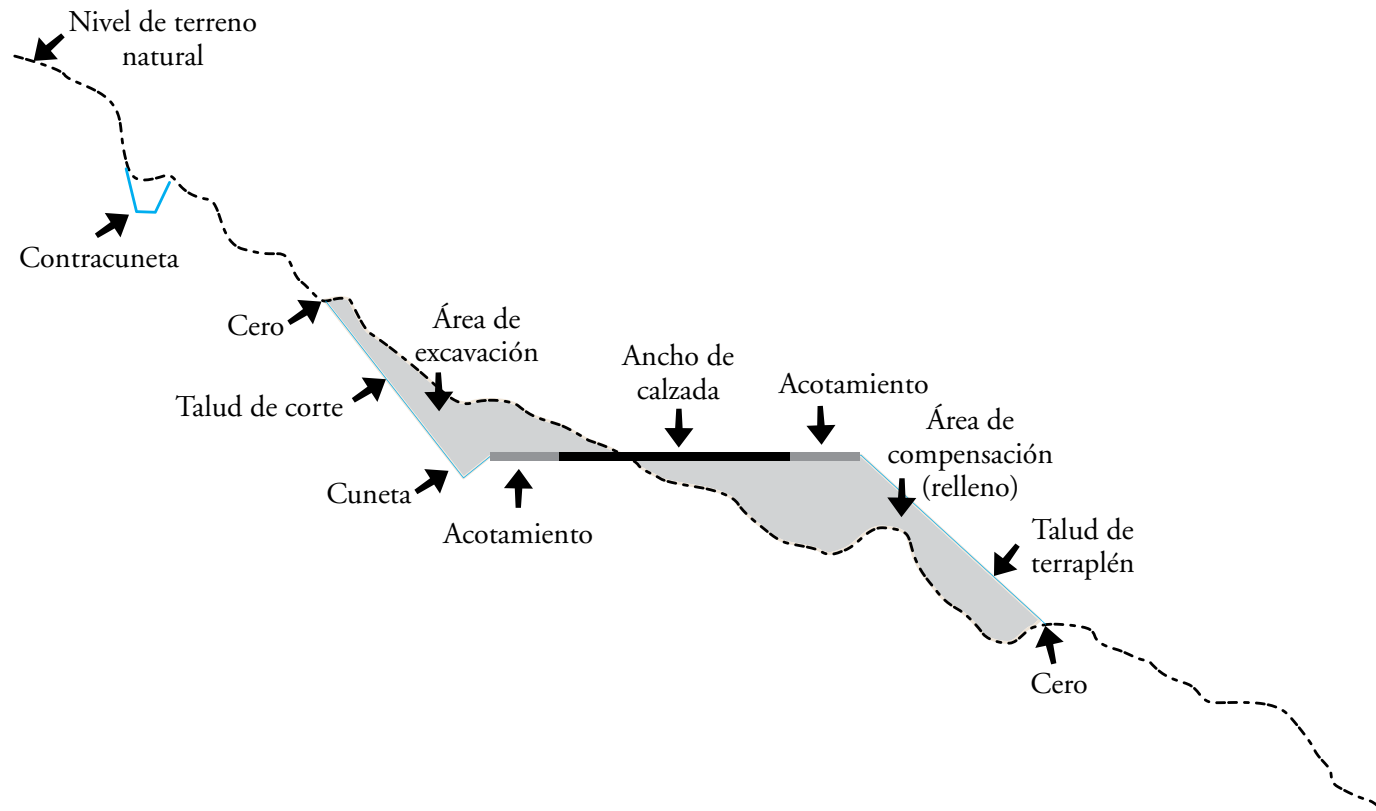 Nivel de terreno
natural
Contracuneta
Cero
Área de
excavación
Talud de corte
Ancho de
calzada
Acotamiento
Área de
compensación
(relleno)
Cuneta
Acotamiento
Talud de
terraplén
Cero